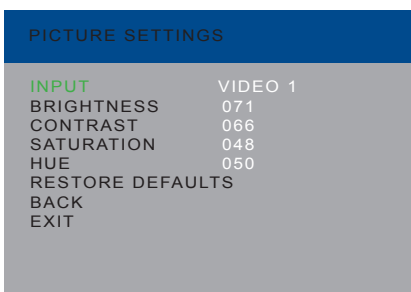 PICTURE SETTINGS
INPUT VIDEO 1
BRIGHTNESS 071
CONTRAST 066
SATURATION 048
HUE 050
RESTORE DEFAULTS
BACK
EXIT